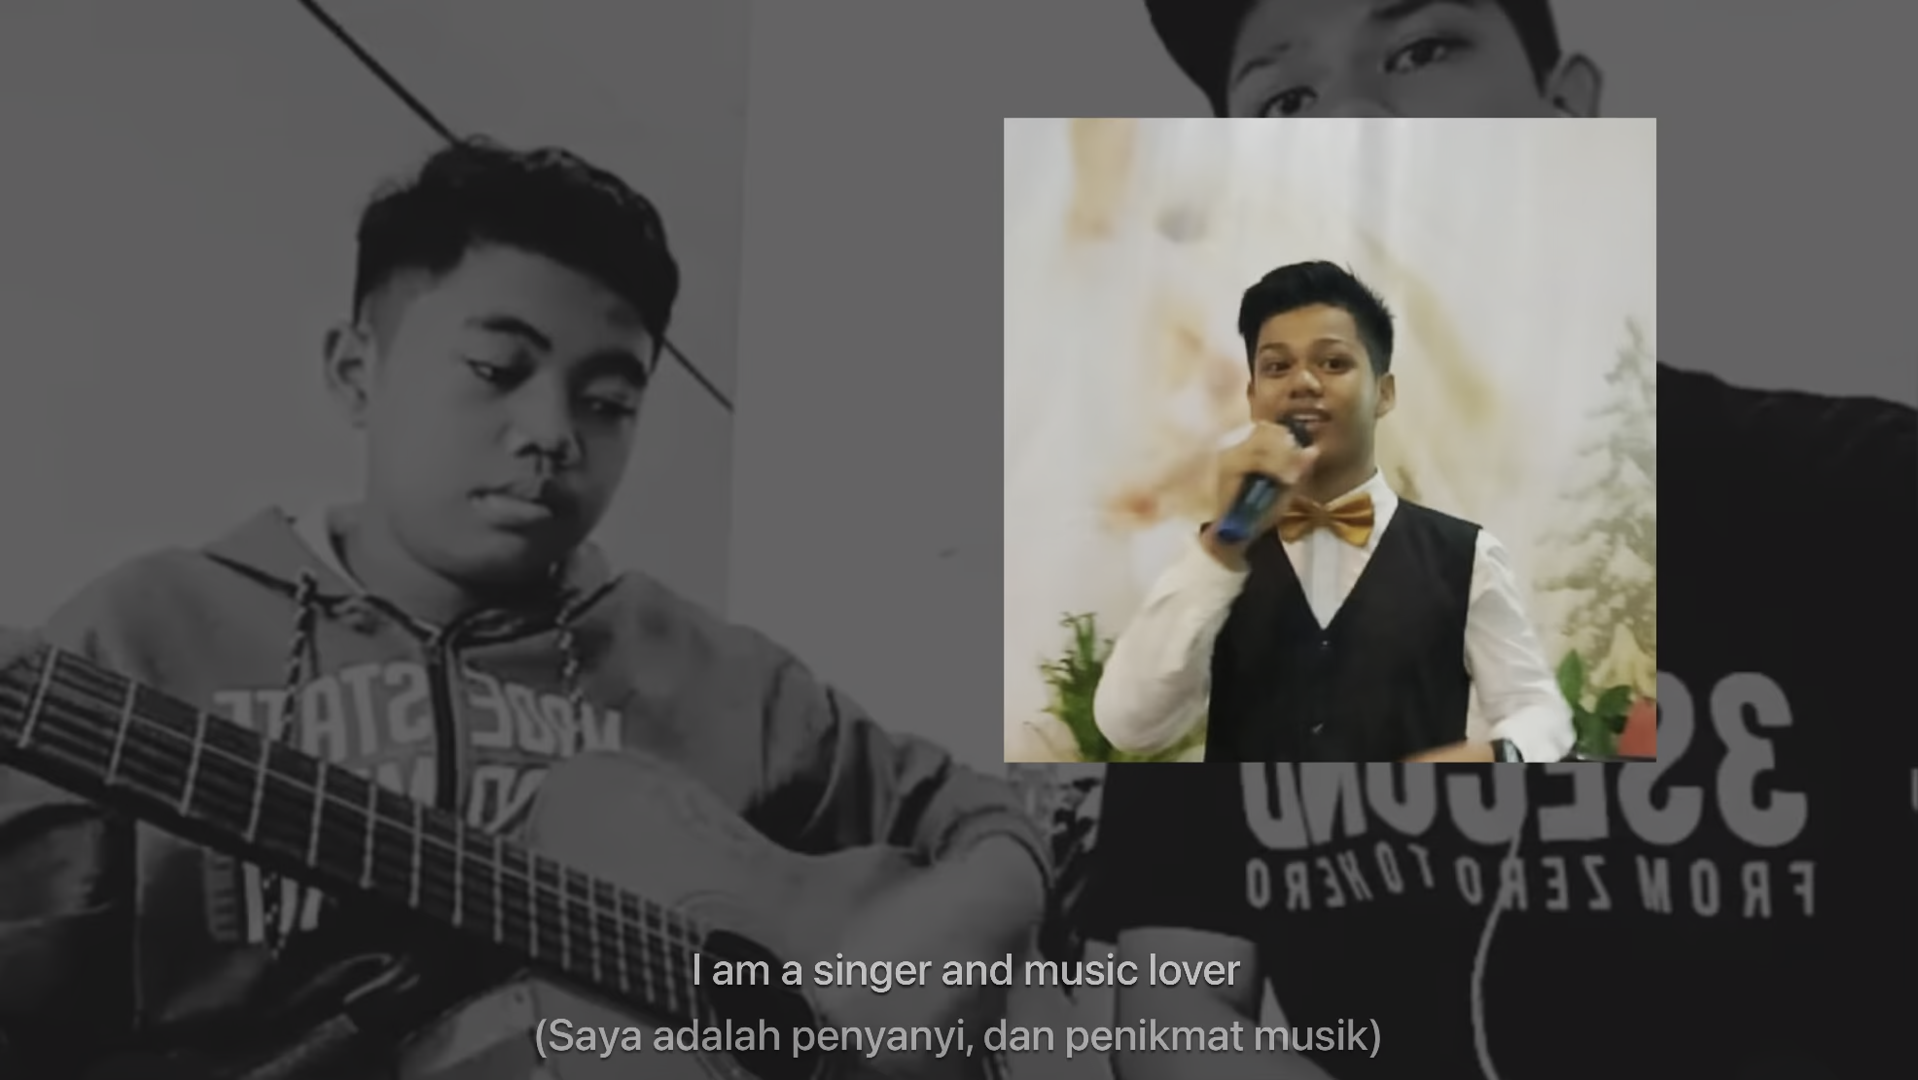 3SECOND
FROM ZERO TO HERO
I am a singer and music lover
(Saya adalah penyanyi, dan penikmat musik)